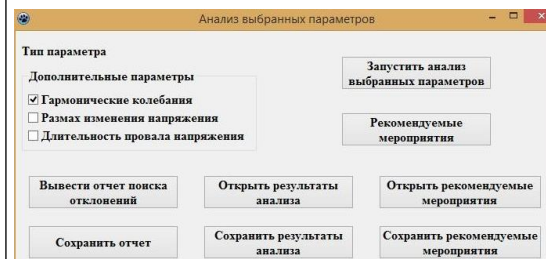 Анализ выбранных параметров
Тип параметра
Дополнительные параметры
Гармонические колебания
Размах изменения напряжения
Длительность провала напряжения
Запустить анализ
выбранных параметров
Рекомендуемые
мероприятия
Вывести отчет поиска
отклонений
Открыть результаты
анализа
Открыть рекомендуемые
мероприятия
Сохранить отчет
Сохранить результаты
анализа
Сохранить рекомендуемые
мероприятия